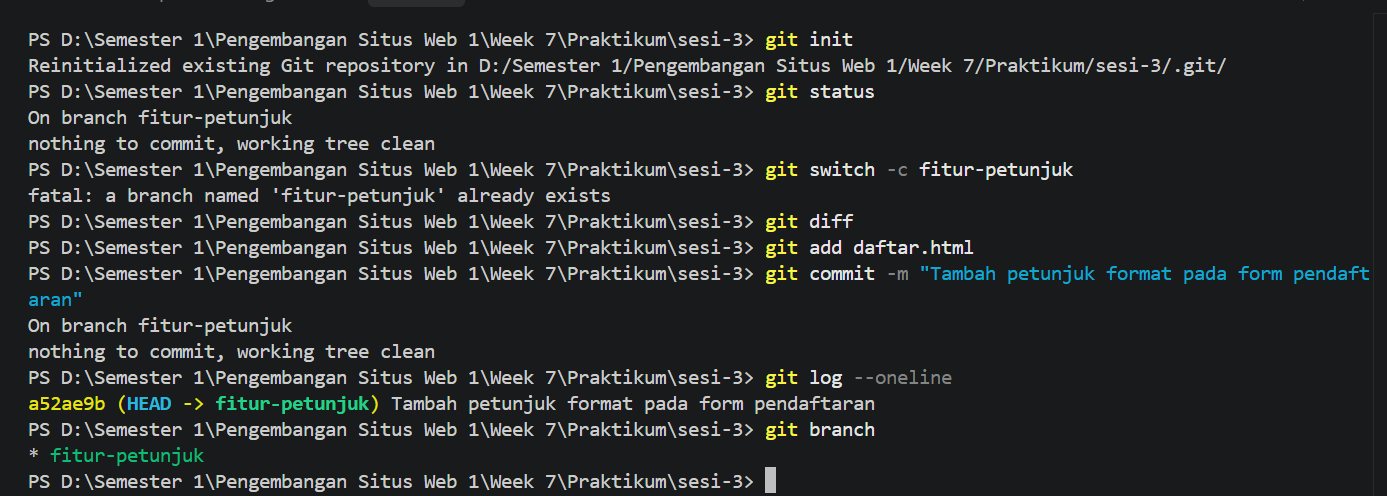 PS D:\Semester 1\Pengembangan Situs Web 1\Week 7\Praktikum\sesi-3> git init
Reinitialized existing Git repository in D:/Semester 1/Pengembangan Situs Web 1/Week 7/Praktikum/sesi-3/.git/
PS D:\Semester 1\Pengembangan Situs Web 1\Week 7\Praktikum\sesi-3> git status
On branch fitur-petunjuk
nothing to commit, working tree clean
PS D:\Semester 1\Pengembangan Situs Web 1\Week 7\Praktikum\sesi-3> git switch -c fitur-petunjuk
fatal: a branch named 'fitur-petunjuk' already exists
PS D:\Semester 1\Pengembangan Situs Web 1\Week 7\Praktikum\sesi-3> git diff
PS D:\Semester 1\Pengembangan Situs Web 1\Week 7\Praktikum\sesi-3> git add daftar.html
PS D:\Semester 1\Pengembangan Situs Web 1\Week 7\Praktikum\sesi-3> git commit -m "Tambah petunjuk format pada form pendaft
aran"
On branch fitur-petunjuk
nothing to commit, working tree clean
PS D:\Semester 1\Pengembangan Situs Web 1\Week 7\Praktikum\sesi-3> git log --oneline
a52ae9b (HEAD -> fitur-petunjuk) Tambah petunjuk format pada form pendaftaran
PS D:\Semester 1\Pengembangan Situs Web 1\Week 7\Praktikum\sesi-3> git branch
* fitur-petunjuk
PS D:\Semester 1\Pengembangan Situs Web 1\Week 7\Praktikum\sesi-3>